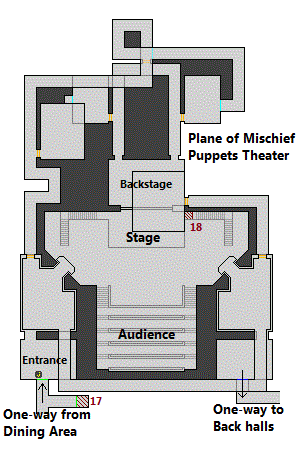 Plane of Mischief
Puppets Theater
Backstage
18
Stage
Audience
Entrance
17
One-way from
Dining Area
One-way to
Back halls